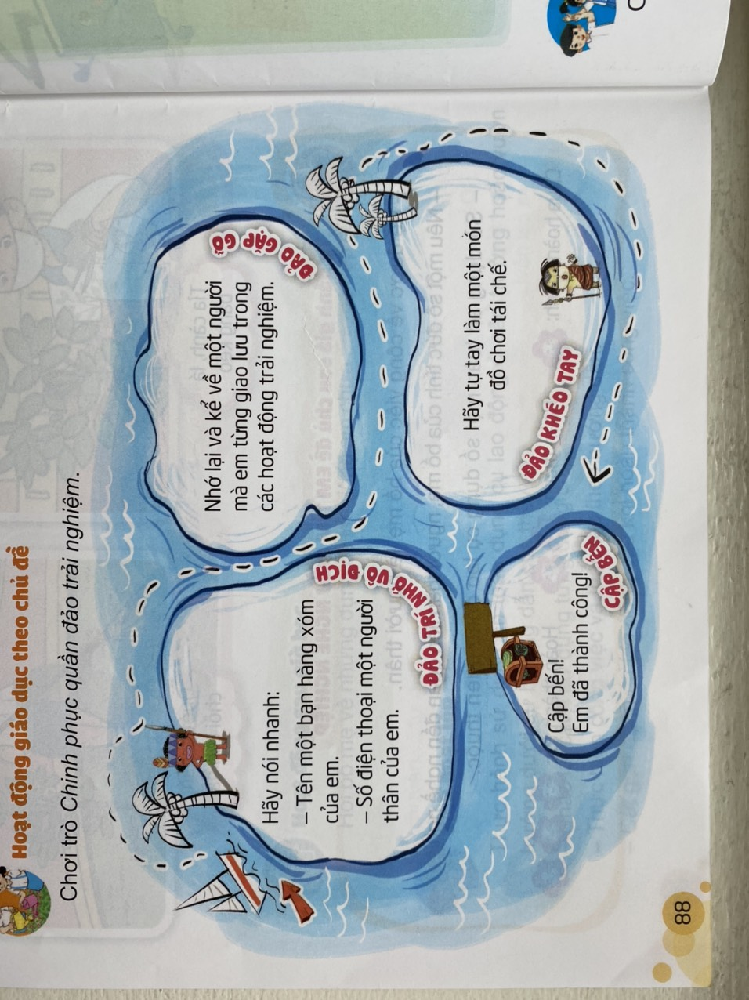 Hoạt động giáo dục theo chủ đề
Chơi trò Chinh phục quần đảo trải nghiệm.
Hãy nói nhanh:
– Tên một bạn hàng xóm
của em.
– Số điện thoại một người
thân của em.
ĐẢO TRÍ NHỚ VÔ ĐỊCH
ĐẢO GẶP GỠ
Nhớ lại và kể về một người
mà em từng giao lưu trong
các hoạt động trải nghiệm.
Hãy tự tay làm một món
đồ chơi tái chế.
ĐẢO KHÉO TAY
Cập bến!
Em đã thành công!
CẬP BẾN
88